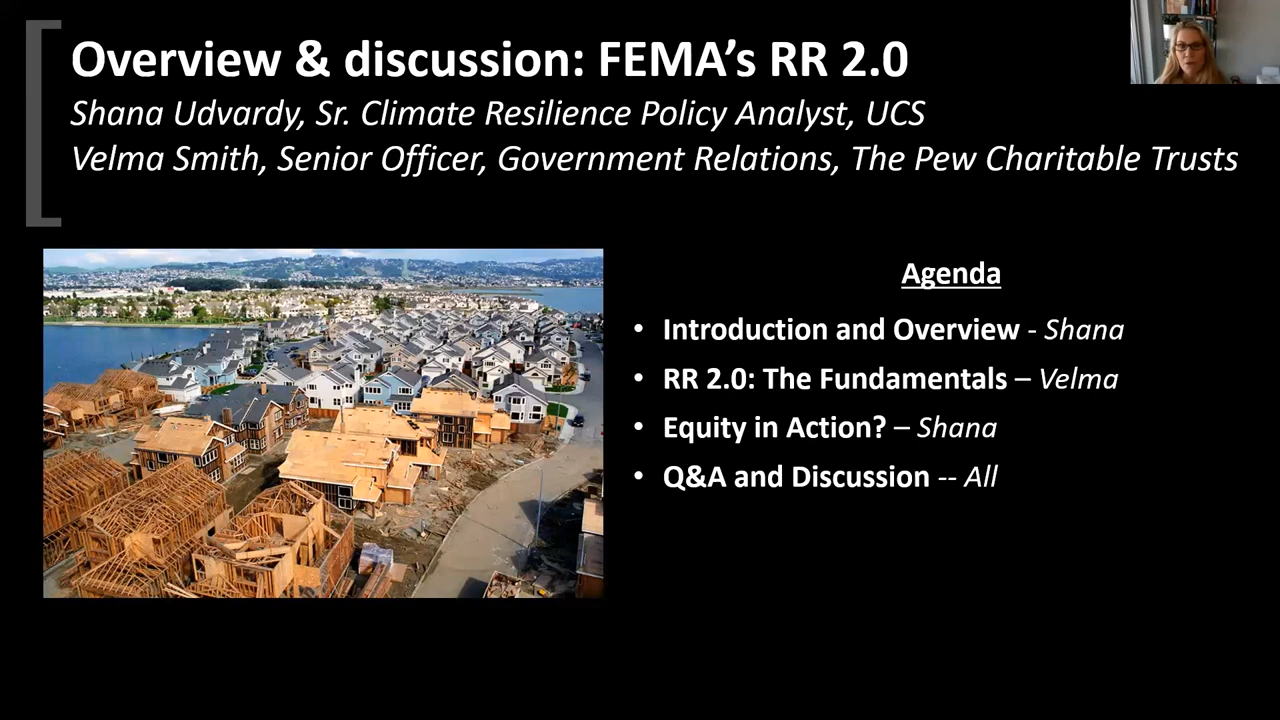 Overview & discussion: FEMA’s RR 2.0
Shana Udvardy, Sr. Climate Resilience Policy Analyst, UCS
Velma Smith, Senior Officer, Government Relations, The Pew Charitable Trusts
Agenda
• Introduction and Overview - Shana
• RR 2.0: The Fundamentals – Velma
• Equity in Action? – Shana
• Q&A and Discussion -- All